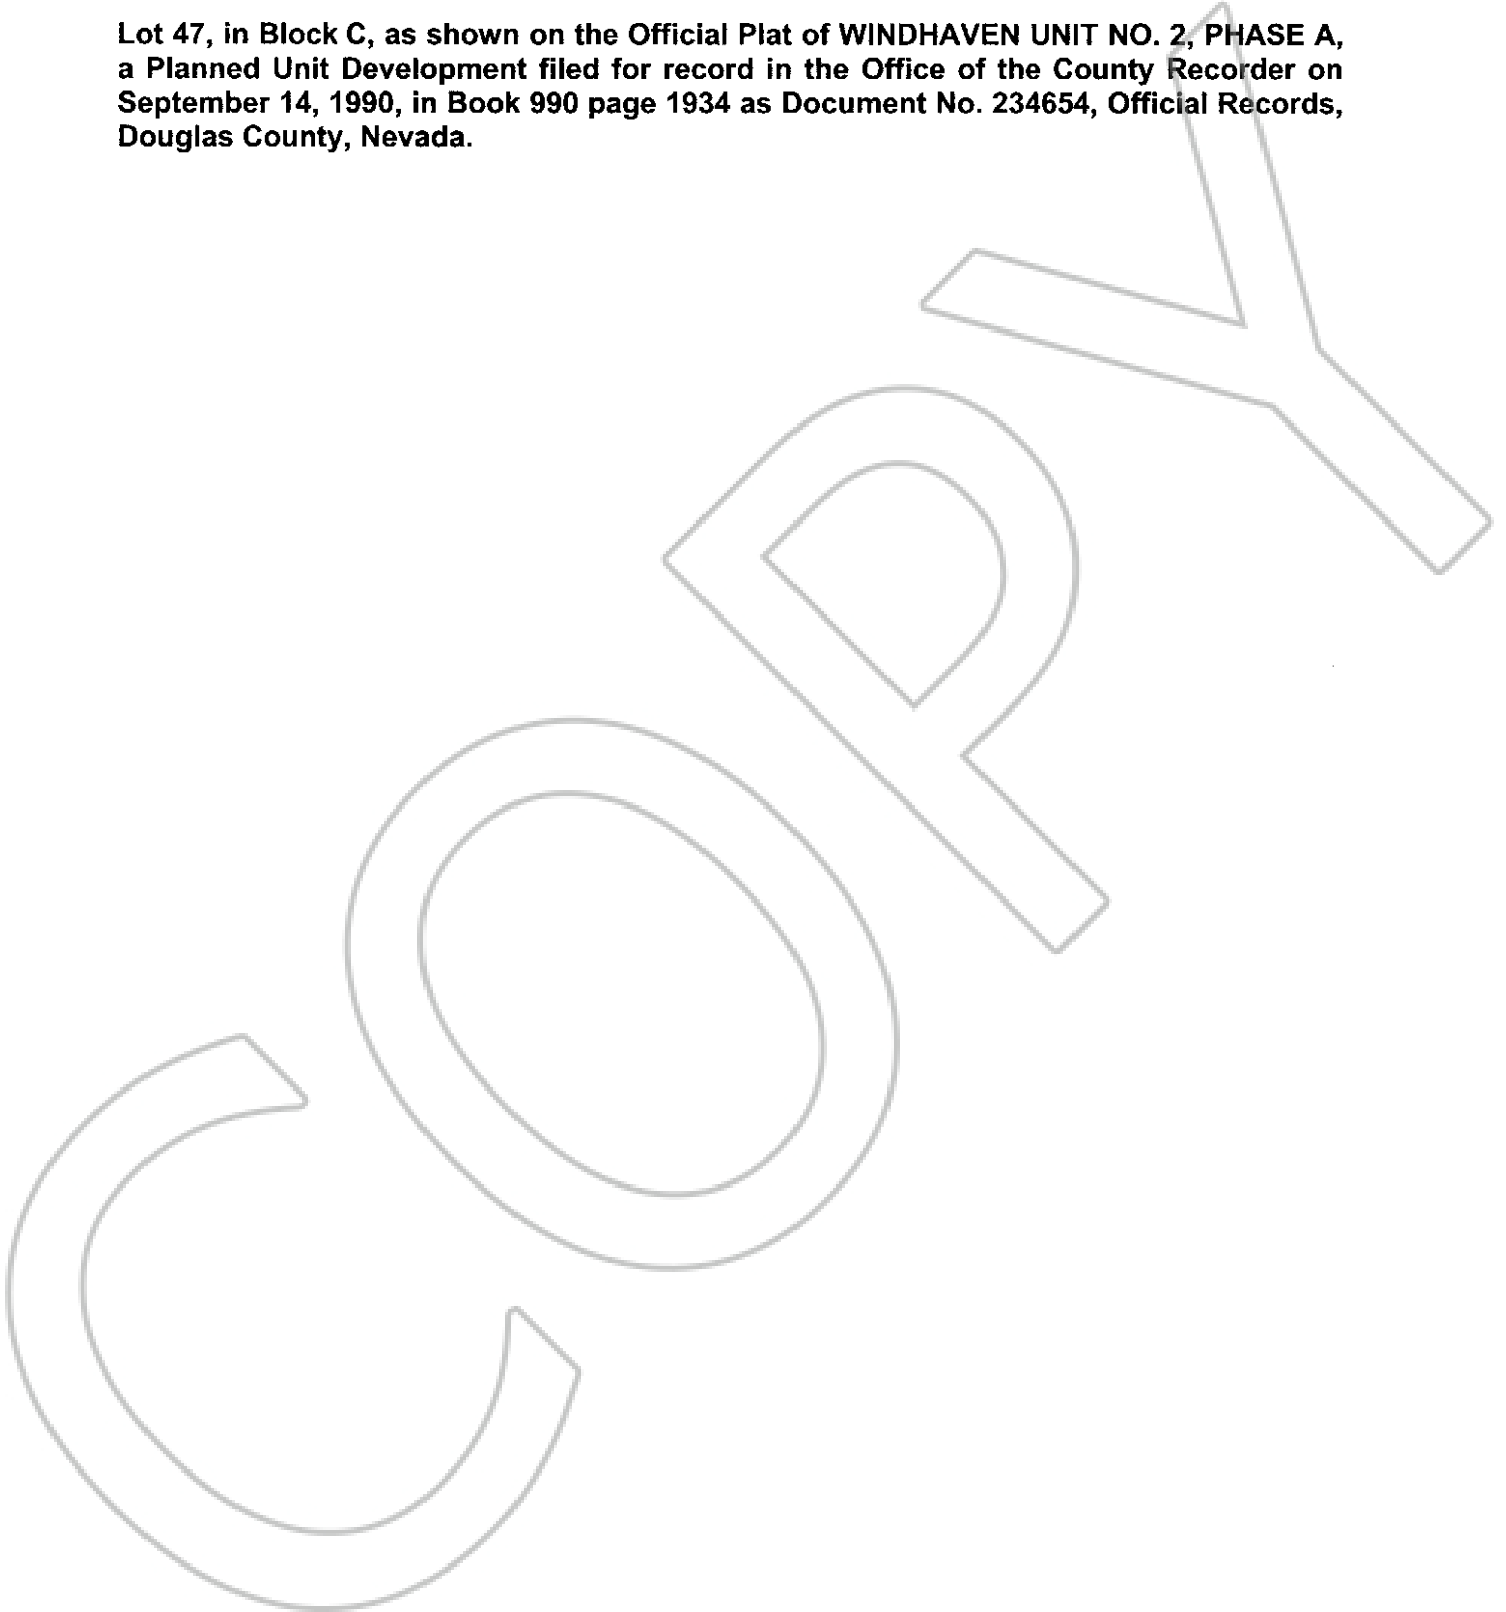 Lot 47, in Block C, as shown on the Official Plat of WINDHAVEN UNIT NO. 2, PHASE A,
a Planned Unit Development filed for record in the Office of the County Recorder on
September 14, 1990, in Book 990 page 1934 as Document No. 234654, Official Records,
Douglas County, Nevada.
COPY